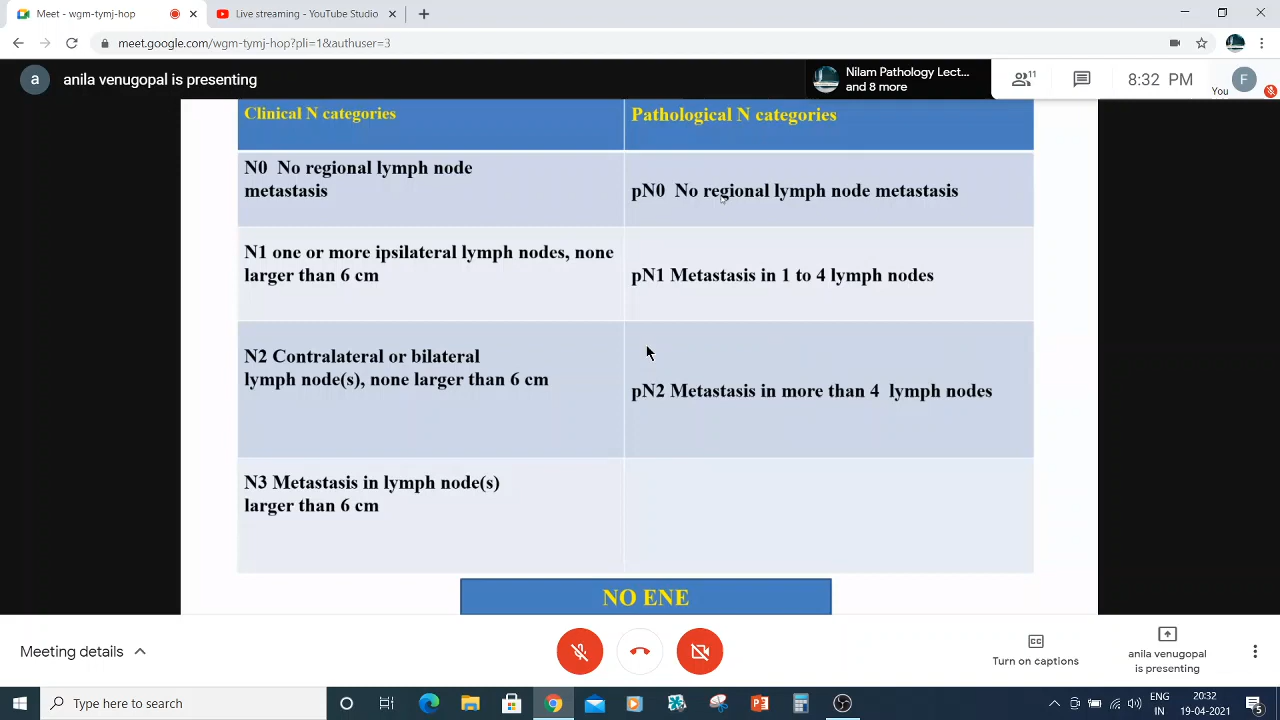 Meet - wgm-tymj-hop
Live streaming - YouTube Studio
meet.google.com/wgm-tymj-hop?pli=1&authuser=3
a
anila venugopal is presenting
Nilam Pathology Lect...
and 8 more
11
8:32 PM
You
F
Clinical N categories
Pathological N categories
N0 No regional lymph node
metastasis
pN0 No regional lymph node metastasis
N1 one or more ipsilateral lymph nodes, none
larger than 6 cm
pN1 Metastasis in 1 to 4 lymph nodes
N2 Contralateral or bilateral
lymph node(s), none larger than 6 cm
pN2 Metastasis in more than 4 lymph nodes
N3 Metastasis in lymph node(s)
larger than 6 cm
NO ENE
Meeting details
CC
Turn on captions
anila venugopal
is presenting
Type here to search
ENG
IN
20:32
19-04-2021
5